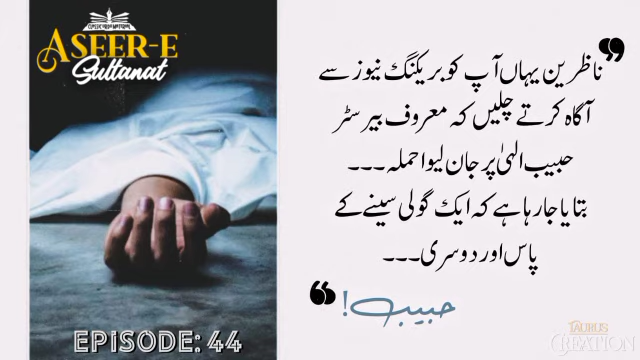 ASEER-E
Sultanat
ناظرین یہاں آپ کو بریکنگ نیوز سے
آگاہ کرتے چلیں کہ معروف بیرسٹر
حبیب الہیٰ پر جان لیوا حملہ ۔۔۔
بتایا جا رہا ہے کہ ایک گولی سینے کے
پاس اور دوسری ۔۔۔
حبیب!
EPISODE: 44
TAURUS
CREATION